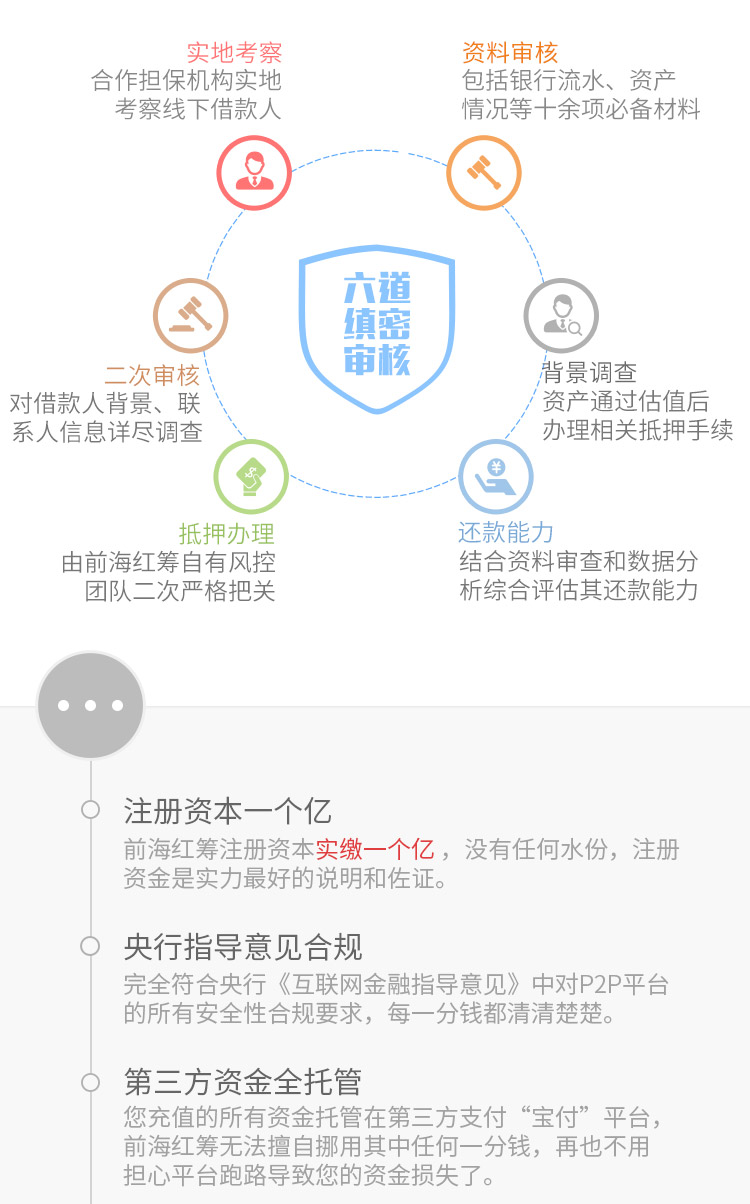 实地考察
合作担保机构实地
考察线下借款人
资料审核
包括银行流水、资产
情况等十余项必备材料
六道
缜密
审核
二次审核
对借款人背景、联
系人信息详尽调查
背景调查
资产通过估值后
办理相关抵押手续
抵押办理
由前海红筹自有风控
团队二次严格把关
还款能力
结合资料审查和数据分
析综合评估其还款能力
注册资本一个亿
前海红筹注册资本实缴一个亿，没有任何水份，注册
资金是实力最好的说明和佐证。
央行指导意见合规
完全符合央行《互联网金融指导意见》中对P2P平台
的所有安全性合规要求，每一分钱都清清楚楚。
第三方资金全托管
您充值的所有资金托管在第三方支付“宝付”平台，
前海红筹无法擅自挪用其中任何一分钱，再也不用
担心平台跑路导致您的资金损失了。